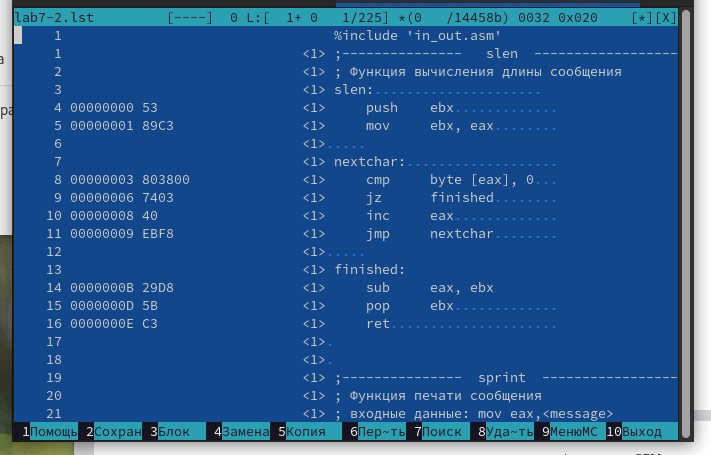 lab7-2.lst [----] 0 L:[ 1+ 0 1/225] *(0 /14458b) 0032 0x020 [*][X]
1 %include 'in_out.asm'
1 <1> ;--------------- slen ------------------
2 <1> ; Функция вычисления длины сообщения
3 <1> slen:.....................
4 00000000 53 <1> push ebx.............
5 00000001 89C3 <1> mov ebx, eax........
6 <1>.....
7 <1> nextchar:...................
8 00000003 803800 <1> cmp byte [eax], 0...
9 00000006 7403 <1> jz finished........
10 00000008 40 <1> inc eax.............
11 00000009 EBF8 <1> jmp nextchar........
12 <1>.....
13 <1> finished:
14 0000000B 29D8 <1> sub eax, ebx
15 0000000D 5B <1> pop ebx.............
16 0000000E C3 <1> ret.....................
17 <1>.
18 <1>.
19 <1> ;--------------- sprint -----------------
20 <1> ; Функция печати сообщения
21 <1> ; входные данные: mov eax,<message>
1Помощь 2Сохран 3Блок 4Замена 5Копия 6Пер~ть 7Поиск 8Уда~ть 9МенюМС 10Выход